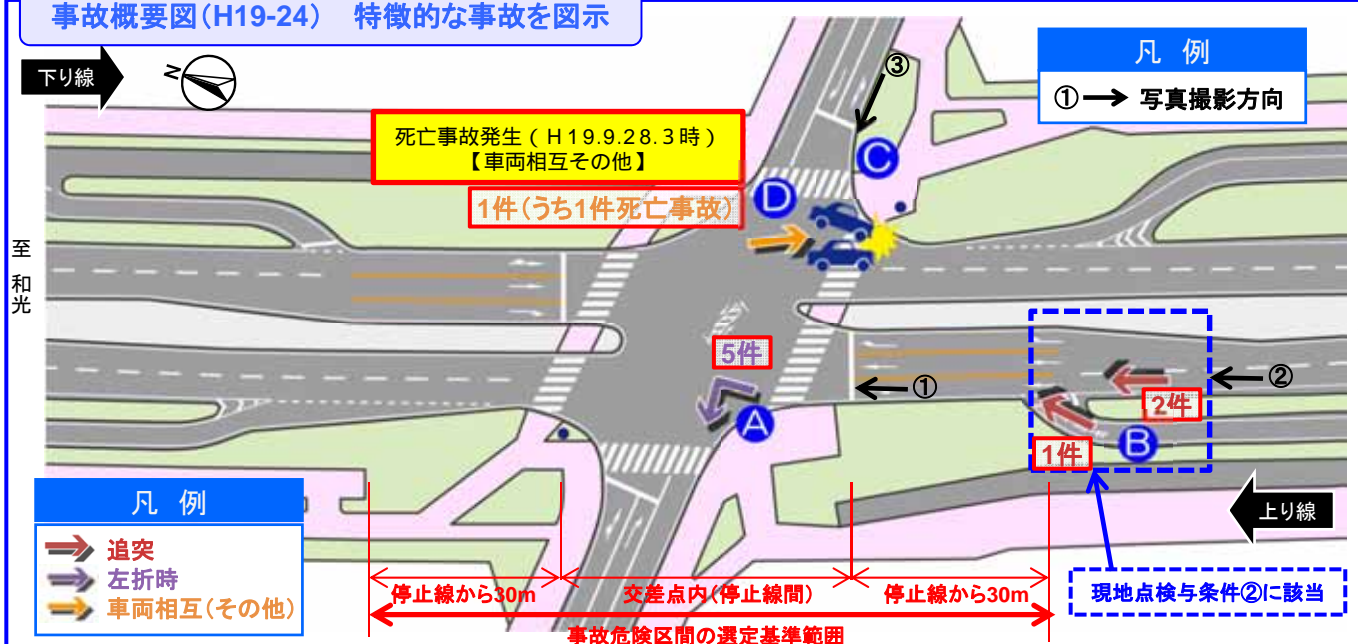 事故概要図(H19-24) 特徴的な事故を図示
下り線
N
凡 例
① 写真撮影方向
③
死亡事故発生(H19.9.28.3時)
【車両相互その他】
1件(うち1件死亡事故)
D
C
至 和光
5件
A
①
②
2件
1件
B
上り線
凡 例
追突
左折時
車両相互(その他)
停止線から30m
交差点内(停止線間)
停止線から30m
事故危険区間の選定基準範囲
現地点検与条件②に該当